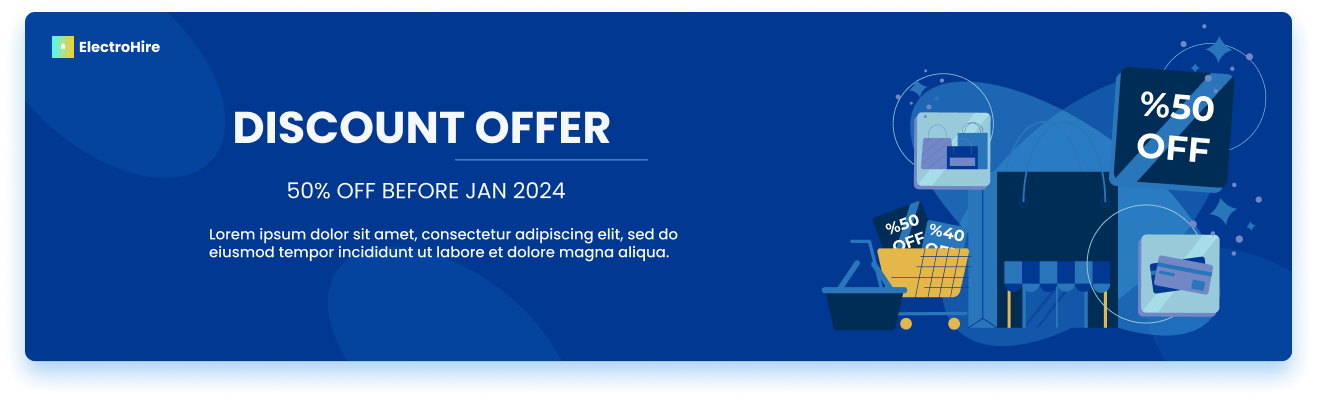 ElectroHire
DISCOUNT OFFER
50% OFF BEFORE JAN 2024
Lorem ipsum dolor sit amet, consectetur adipiscing elit, sed do
eiusmod tempor incididunt ut labore et dolore magna aliqua.
%50
OFF
%50
OFF
%40
OFF